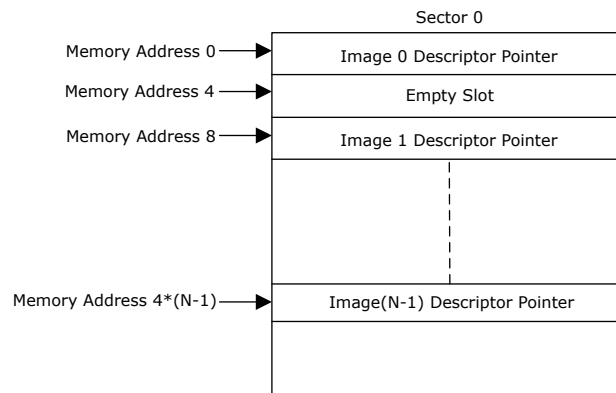 Sector 0
Memory Address 0
Image 0 Descriptor Pointer
Memory Address 4
Empty Slot
Memory Address 8
Image 1 Descriptor Pointer
Memory Address 4*(N-1)
Image(N-1) Descriptor Pointer